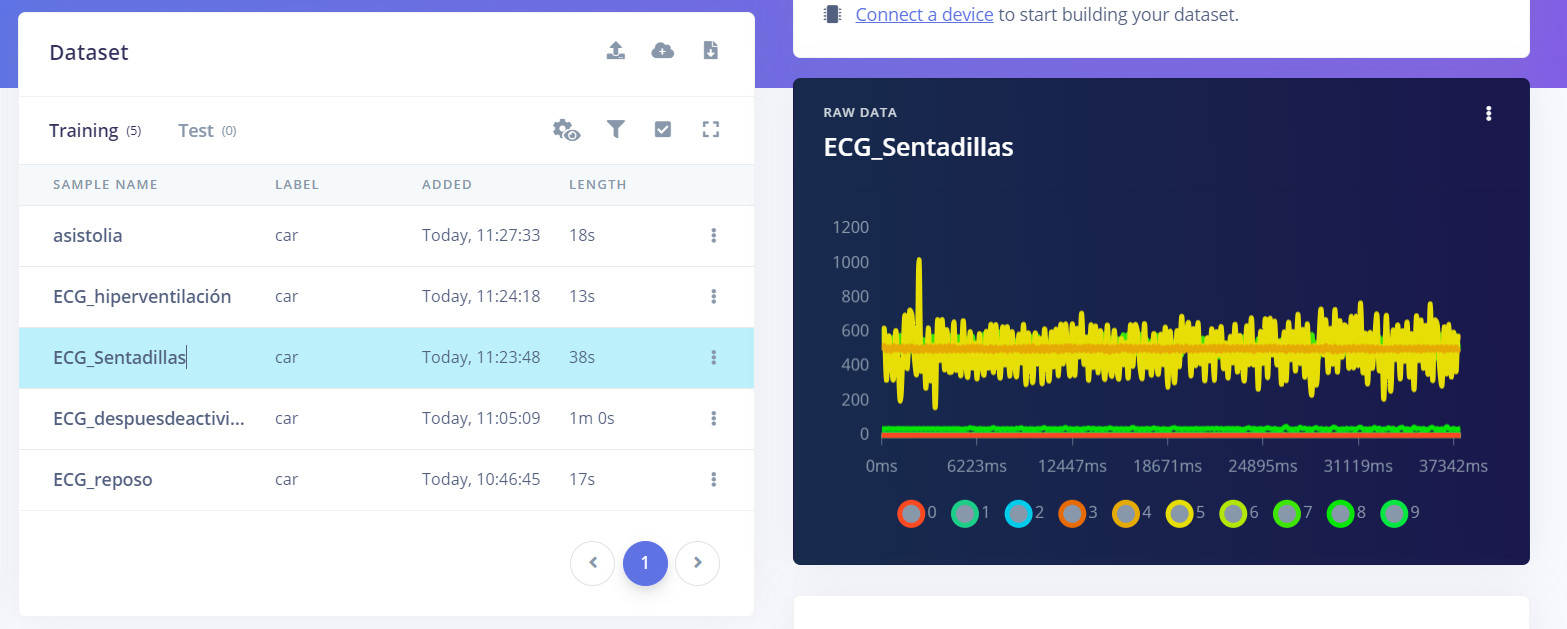 Dataset
Training (5) Test (0)
SAMPLE NAME LABEL ADDED LENGTH
asistolia car Today, 11:27:33 18s
ECG_hiperventilación car Today, 11:24:18 13s
ECG_Sentadillas car Today, 11:23:48 38s
ECG_despuesdeactivi... car Today, 11:05:09 1m 0s
ECG_reposo car Today, 10:46:45 17s
1
Connect a device to start building your dataset.
RAW DATA
ECG_Sentadillas
1200
1000
800
600
400
200
0
0ms 6223ms 12447ms 18671ms 24895ms 31119ms 37342ms
0 1 2 3 4 5 6 7 8 9